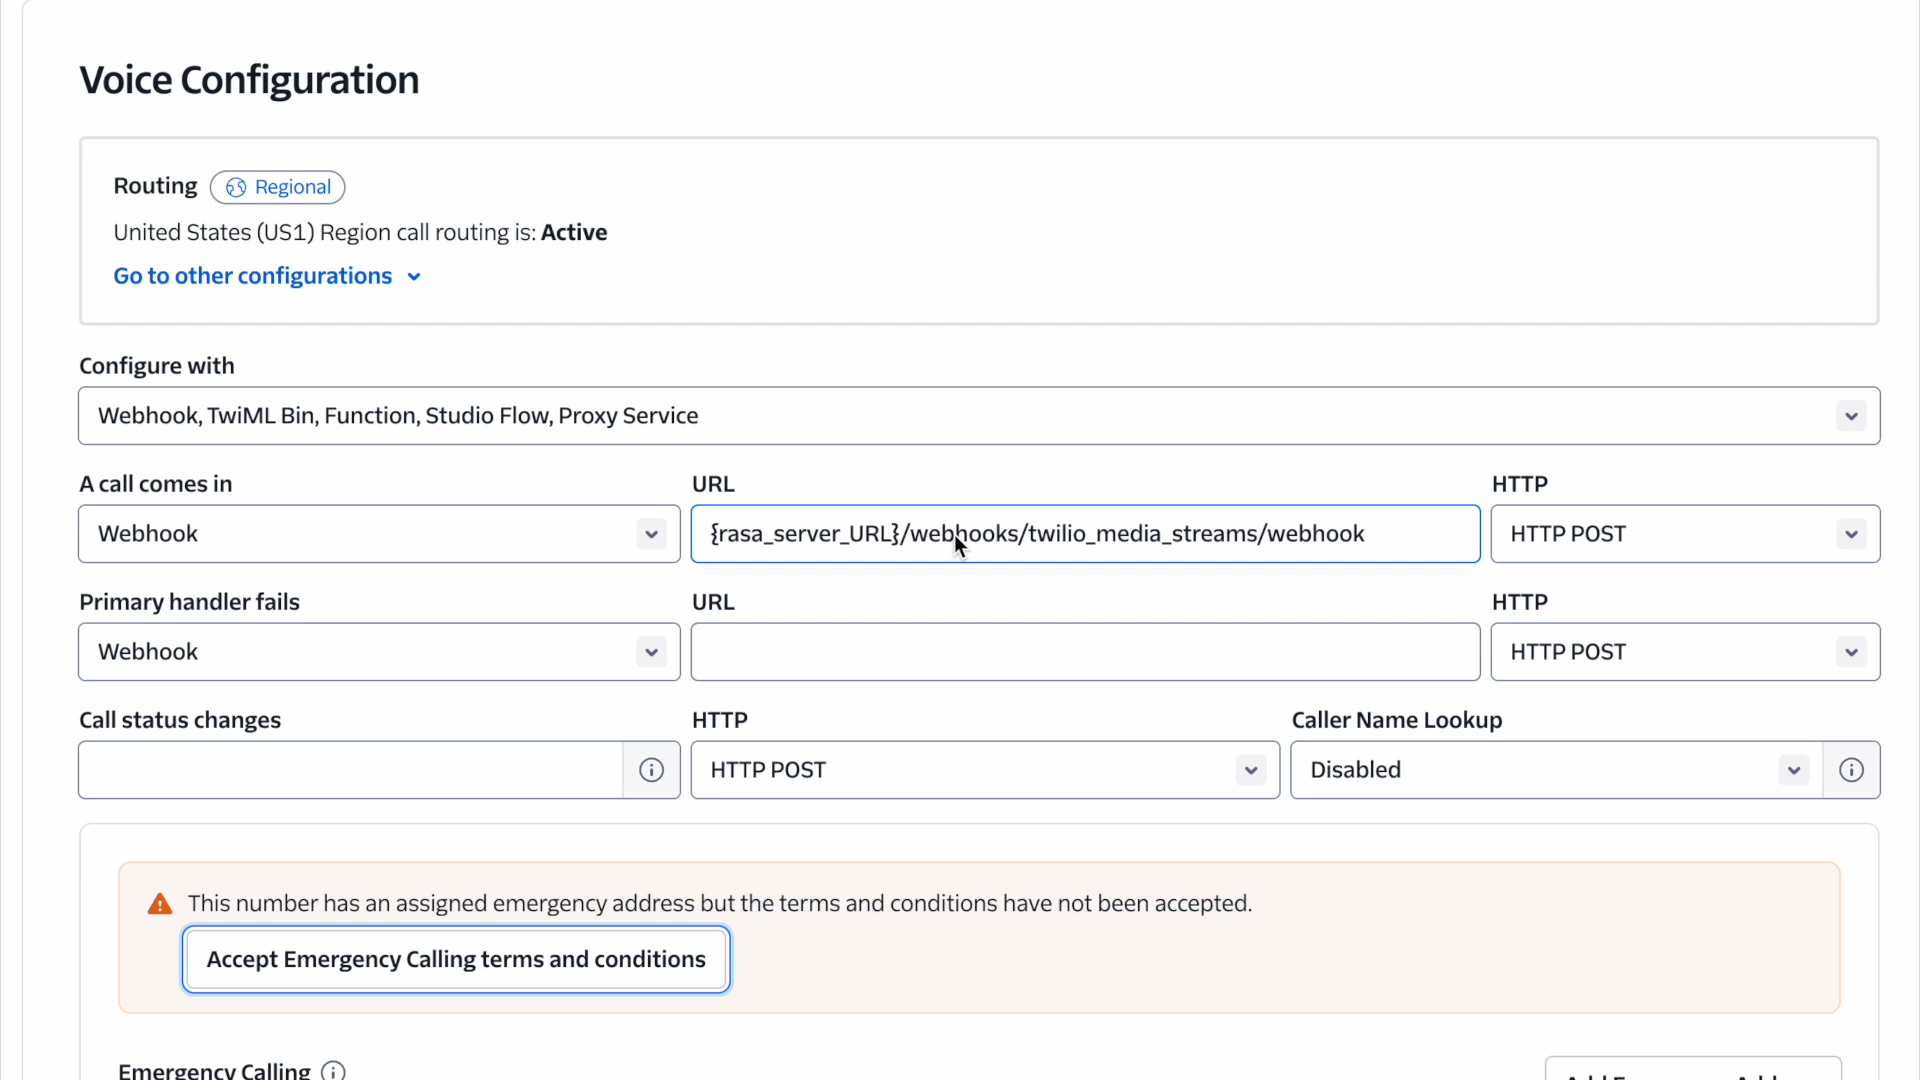 Voice Configuration
Routing Regional
United States (US1) Region call routing is: Active
Go to other configurations
Configure with
Webhook, TwiML Bin, Function, Studio Flow, Proxy Service
A call comes in URL HTTP
Webhook {rasa_server_URL}/webhooks/twilio_media_streams/webhook HTTP POST
Primary handler fails URL HTTP
Webhook HTTP POST
Call status changes HTTP Caller Name Lookup
HTTP POST Disabled
This number has an assigned emergency address but the terms and conditions have not been accepted.
Accept Emergency Calling terms and conditions
Emergency Calling